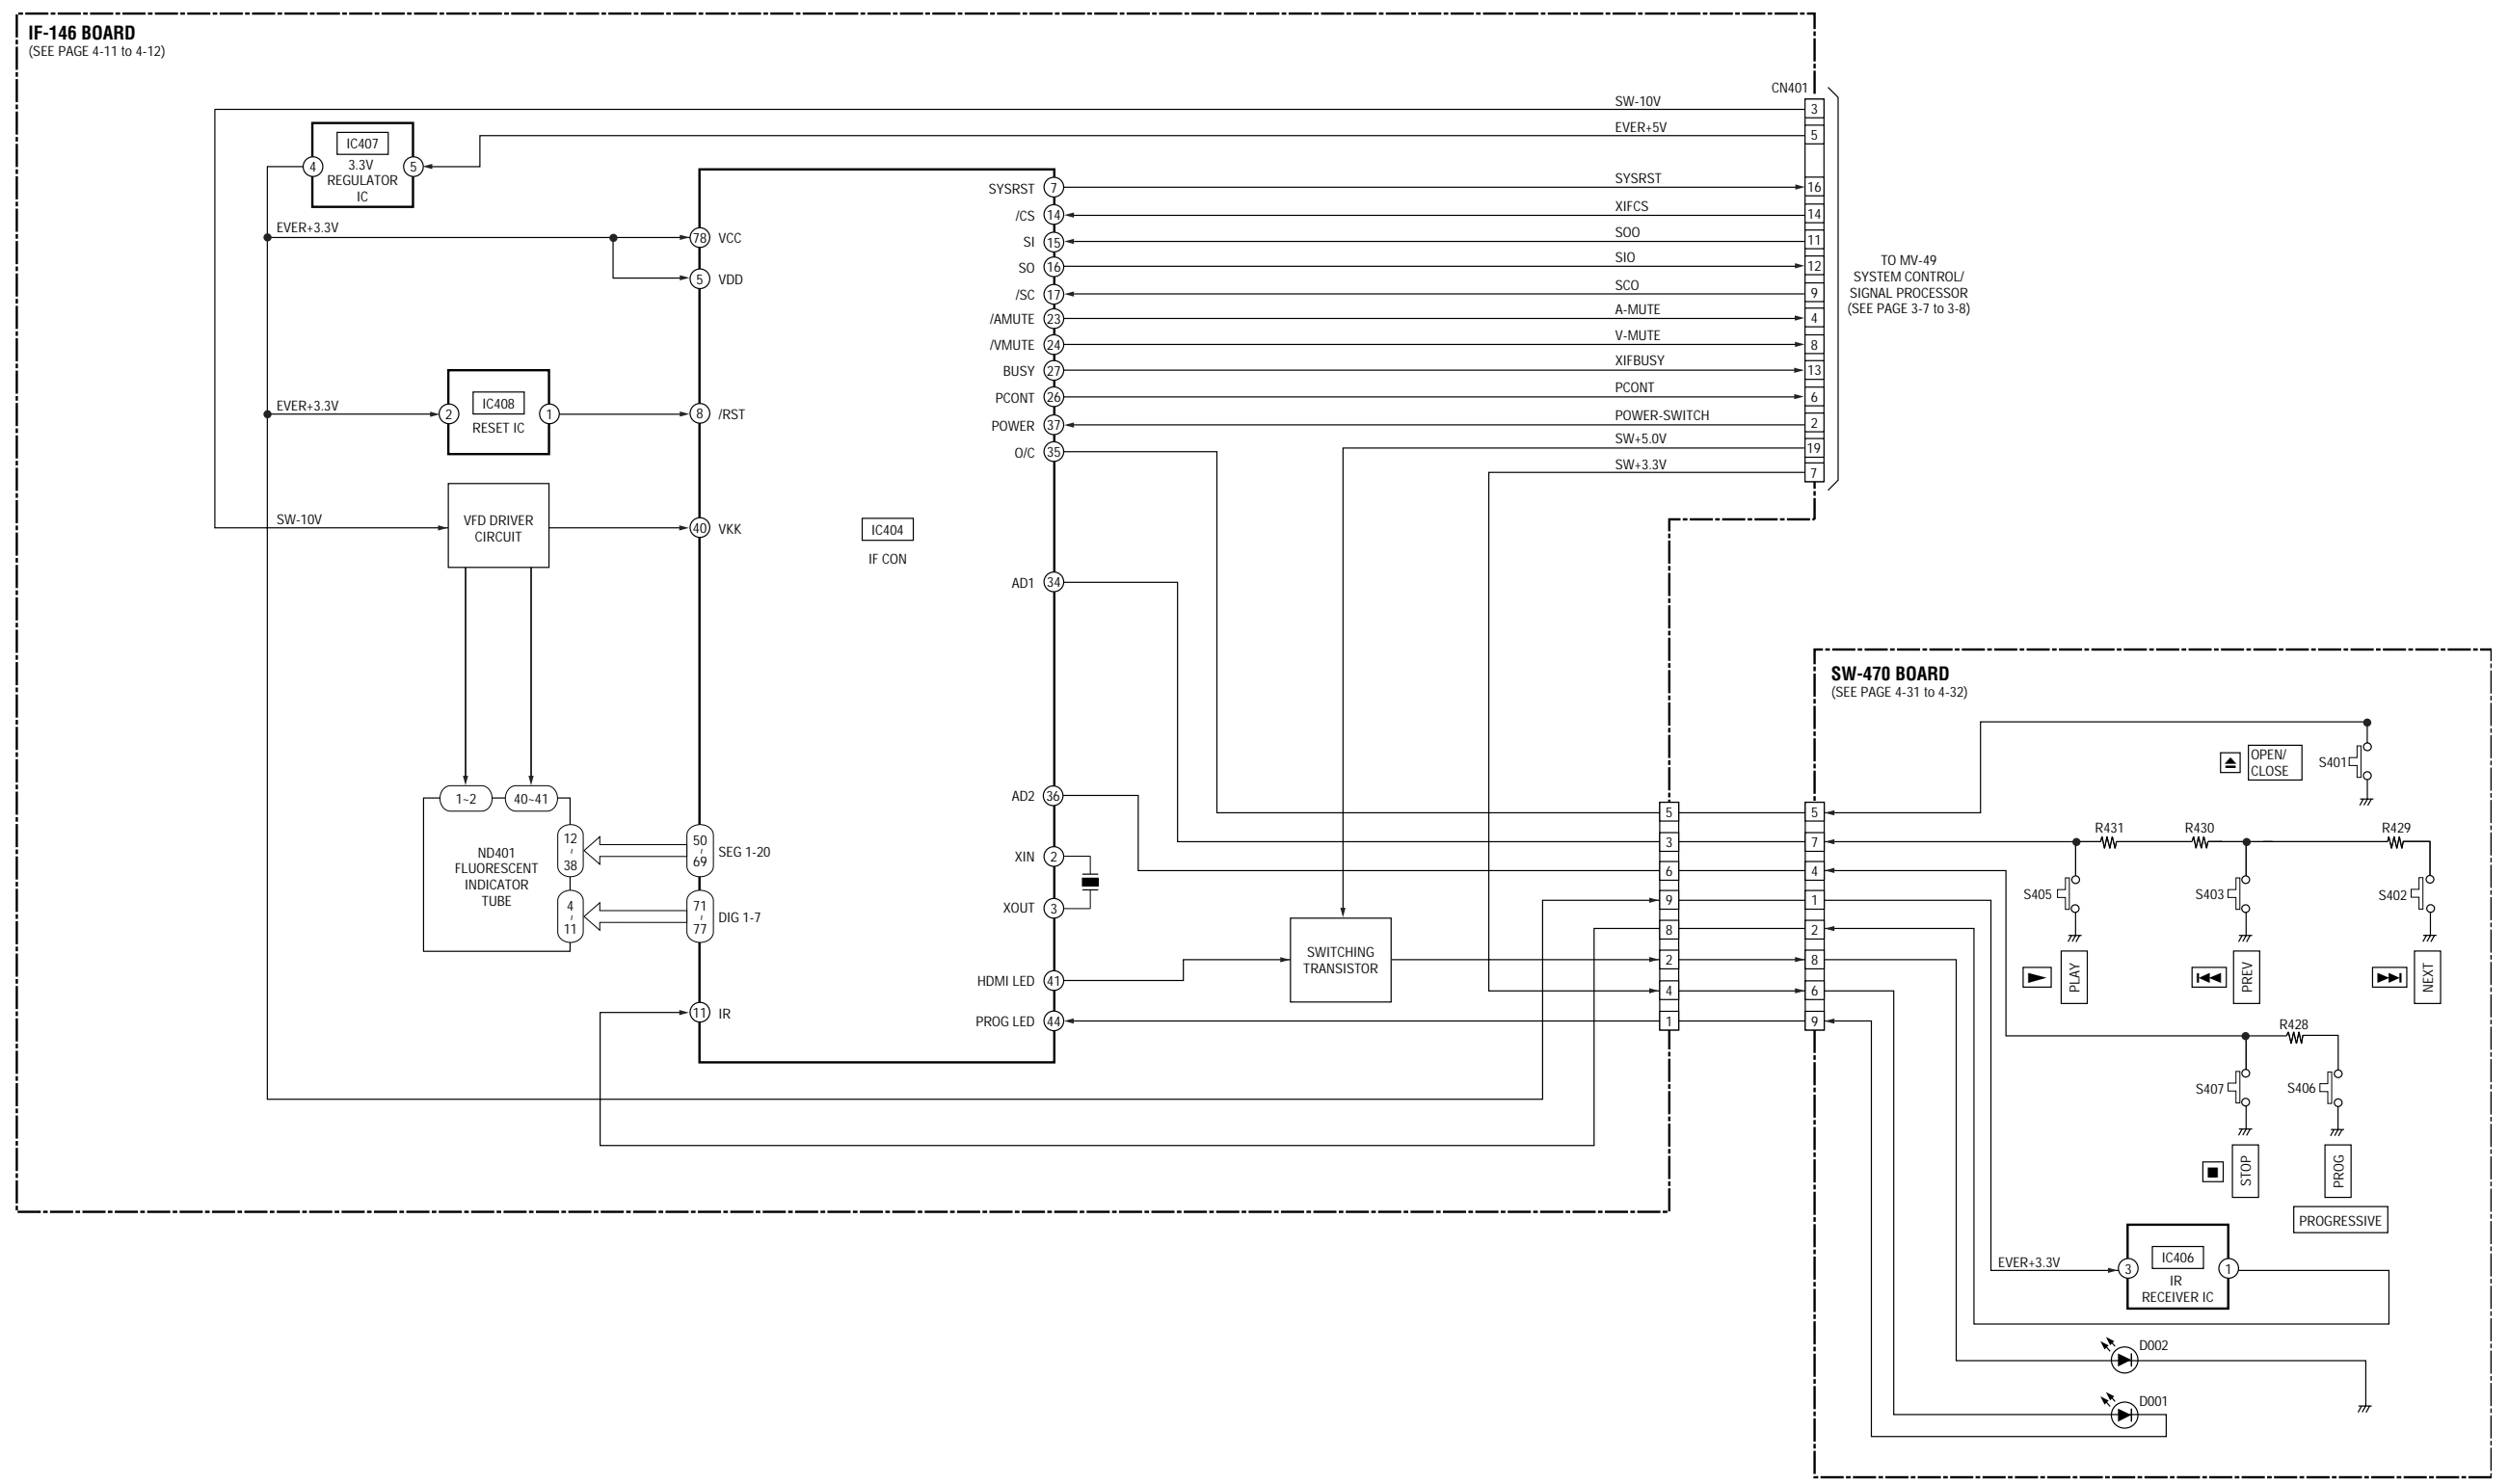 IF-146 BOARD
(SEE PAGE 4-11 to 4-12)
CN401
SW-10V
3
EVER+5V
5
IC407
3.3V
REGULATOR
IC
4
5
SYSRST
7
SYSRST
16
/CS
14
XIFCS
14
SI
15
SOO
11
SO
16
SIO
12
/SC
17
SCO
9
/AMUTE
23
A-MUTE
4
/VMUTE
24
V-MUTE
8
BUSY
27
XIFBUSY
13
PCONT
26
PCONT
6
POWER
37
POWER-SWITCH
2
O/C
35
SW+5.0V
19
SW+3.3V
7
TO MV-49
SYSTEM CONTROL/
SIGNAL PROCESSOR
(SEE PAGE 3-7 to 3-8)
EVER+3.3V
78
VCC
5
VDD
EVER+3.3V
2
IC408
RESET IC
1
8
/RST
SW-10V
VFD DRIVER
CIRCUIT
40
VKK
IC404
IF CON
AD1
34
AD2
36
XIN
2
XOUT
3
HDMI LED
41
PROG LED
44
1~2
40~41
ND401
FLUORESCENT
INDICATOR
TUBE
12
~
38
4
~
11
50
~
69
SEG 1-20
71
~
77
DIG 1-7
11
IR
SWITCHING
TRANSISTOR
5
3
6
9
8
2
4
1
5
7
4
1
2
8
6
9
SW-470 BOARD
(SEE PAGE 4-31 to 4-32)
OPEN/
CLOSE
S401
R431
R430
R429
S405
S403
S402
PLAY
PREV
NEXT
R428
S407
S406
STOP
PROG
PROGRESSIVE
EVER+3.3V
3
IC406
IR
RECEIVER IC
1
D002
D001